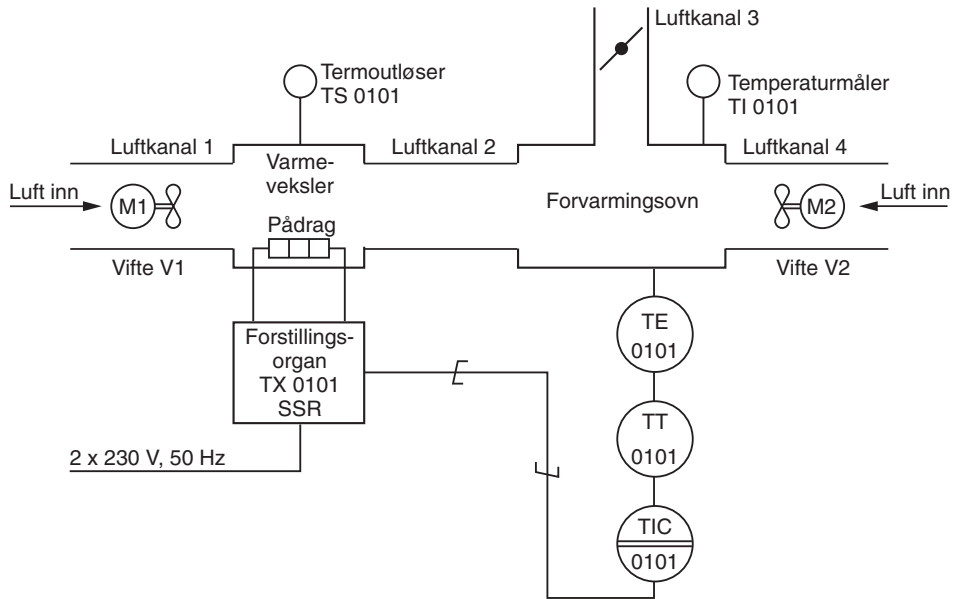 Luftkanal 3
Termoutløser
TS 0101
Temperaturmåler
TI 0101
Luftkanal 1
Varme-
veksler
Luftkanal 2
Luftkanal 4
Luft inn
M1
Forvarmingsovn
M2
Luft inn
Pådrag
Vifte V1
Vifte V2
Forstillings-
organ
TX 0101
SSR
TE
0101
TT
0101
2 x 230 V, 50 Hz
TIC
0101